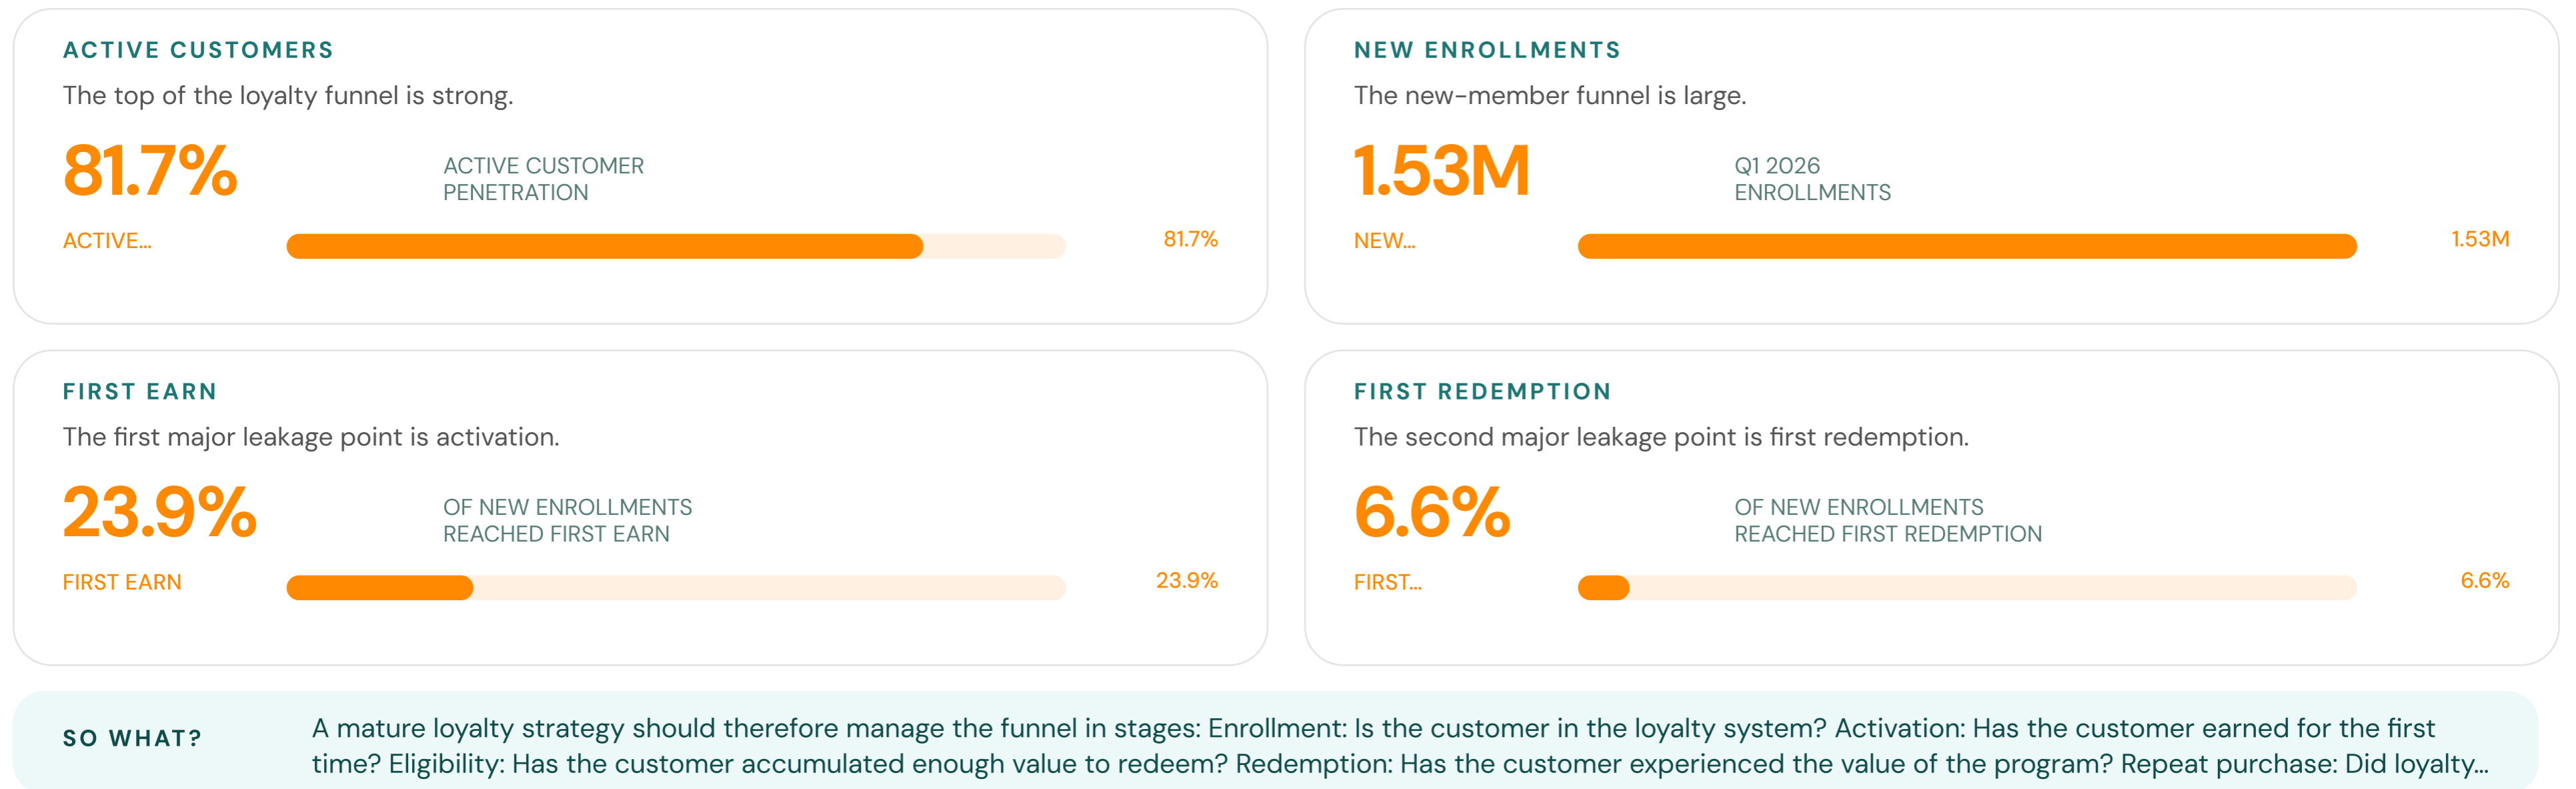 ACTIVE CUSTOMERS
The top of the loyalty funnel is strong.
81.7%
ACTIVE CUSTOMER
PENETRATION
ACTIVE...
81.7%
NEW ENROLLMENTS
The new-member funnel is large.
1.53M
Q1 2026
ENROLLMENTS
NEW...
1.53M
FIRST EARN
The first major leakage point is activation.
23.9%
OF NEW ENROLLMENTS
REACHED FIRST EARN
FIRST EARN
23.9%
FIRST REDEMPTION
The second major leakage point is first redemption.
6.6%
OF NEW ENROLLMENTS
REACHED FIRST REDEMPTION
FIRST...
6.6%
SO WHAT?
A mature loyalty strategy should therefore manage the funnel in stages: Enrollment: Is the customer in the loyalty system? Activation: Has the customer earned for the first
time? Eligibility: Has the customer accumulated enough value to redeem? Redemption: Has the customer experienced the value of the program? Repeat purchase: Did loyalty...